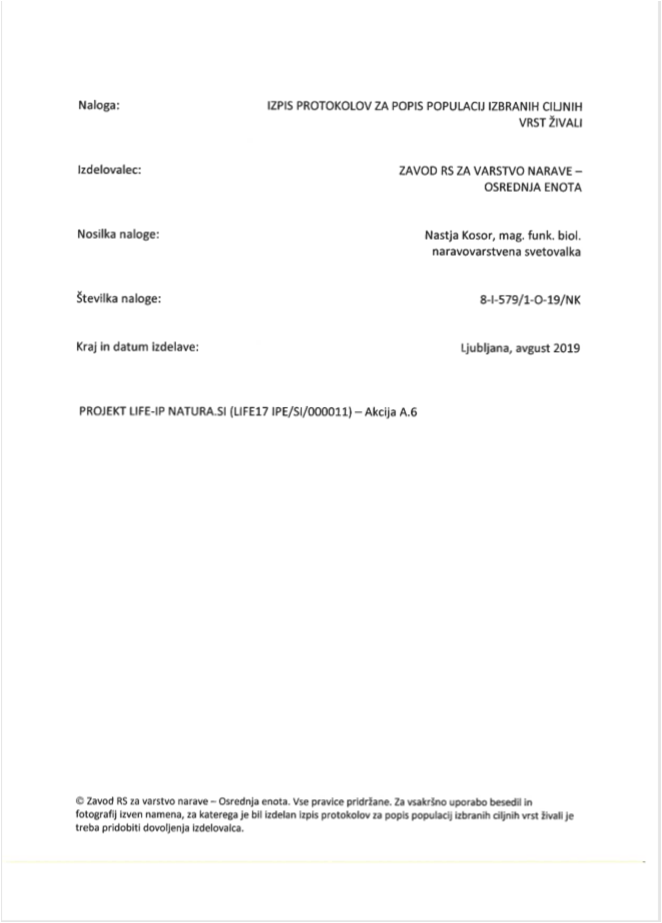 Naloga: IZPIS PROTOKOLOV ZA POPIS POPULACIJ IZBRANIH CILJNIH
VRST ŽIVALI
Izdelovalec: ZAVOD RS ZA VARSTVO NARAVE –
OSREDNJA ENOTA
Nosilka naloge: Nastja Kosor, mag. funk. biol.
naravovarstvena svetovalka
Številka naloge: 8-I-579/1-O-19/NK
Kraj in datum izdelave: Ljubljana, avgust 2019
PROJEKT LIFE-IP NATURA.SI (LIFE17 IPE/SI/000011) – Akcija A.6
© Zavod RS za varstvo narave – Osrednja enota. Vse pravice pridržane. Za vsakršno uporabo besedil in
fotografij izven namena, za katerega je bil izdelan izpis protokolov za popis populacij izbranih ciljnih vrst živali je
treba pridobiti dovoljenja izdelovalca.